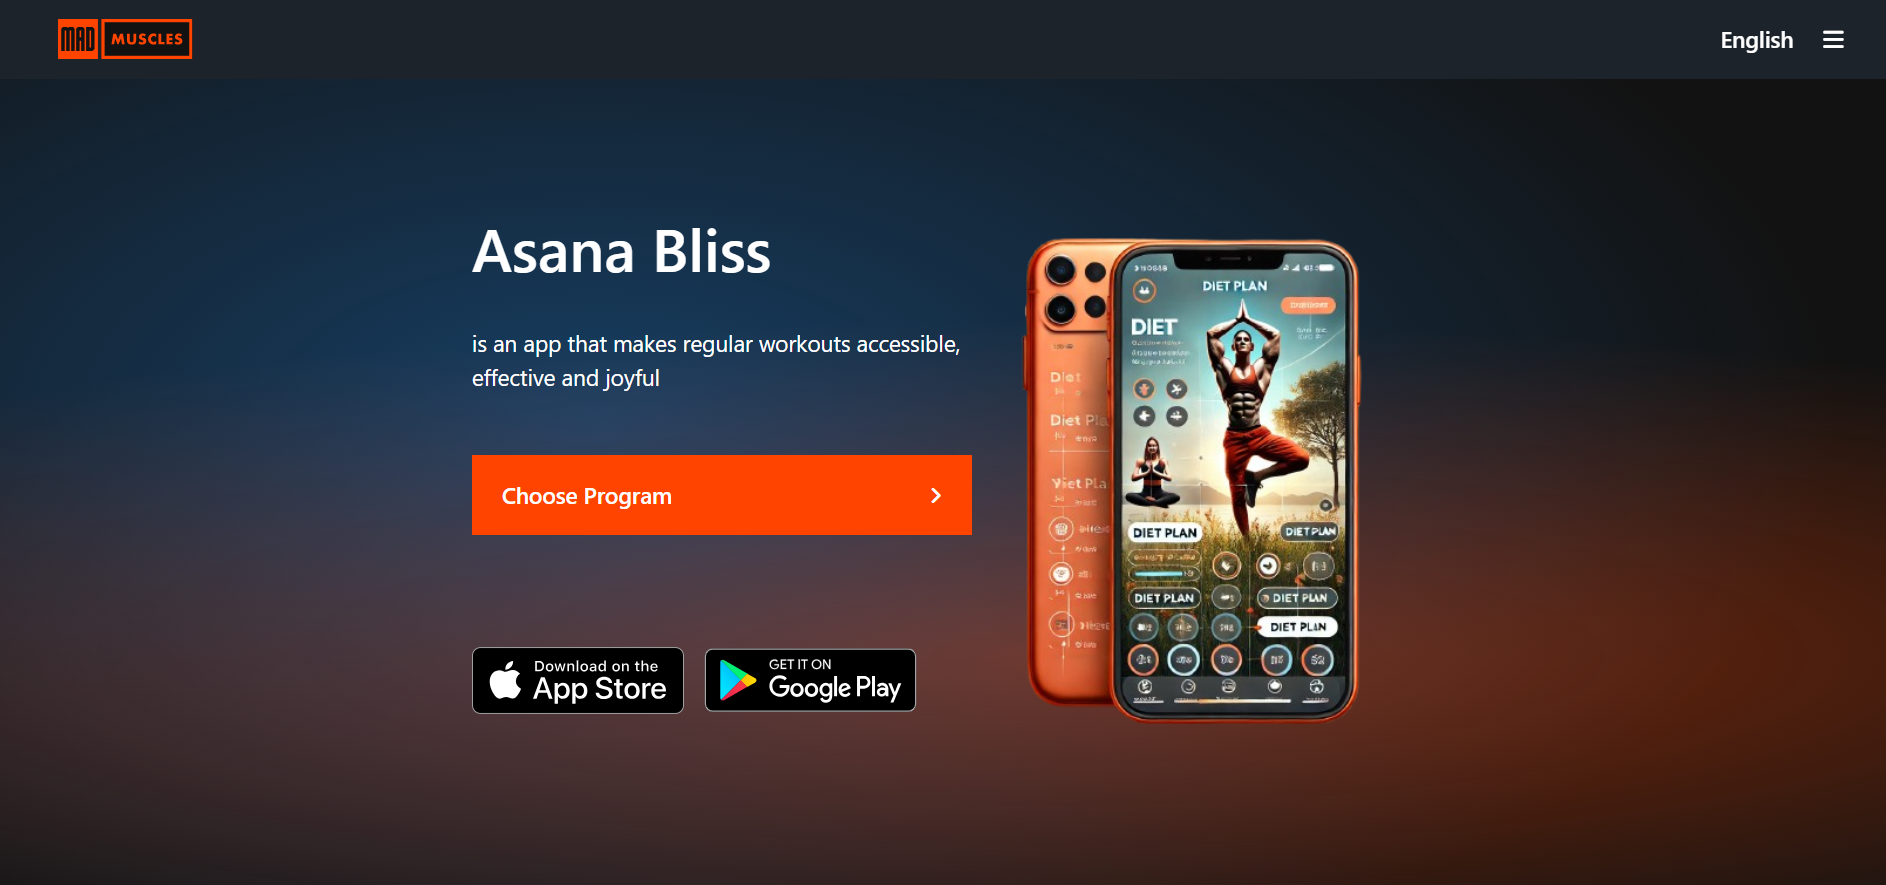 MAD MUSCLES
English
Asana Bliss
is an app that makes regular workouts accessible,
effective and joyful
Choose Program
Download on the
App Store
GET IT ON
Google Play
Diet
Diet Pla
DIET PLAN
DIET
DIET PLAN
DIET PLAN
DIET PLAN
DIET PLAN
DIET PLAN